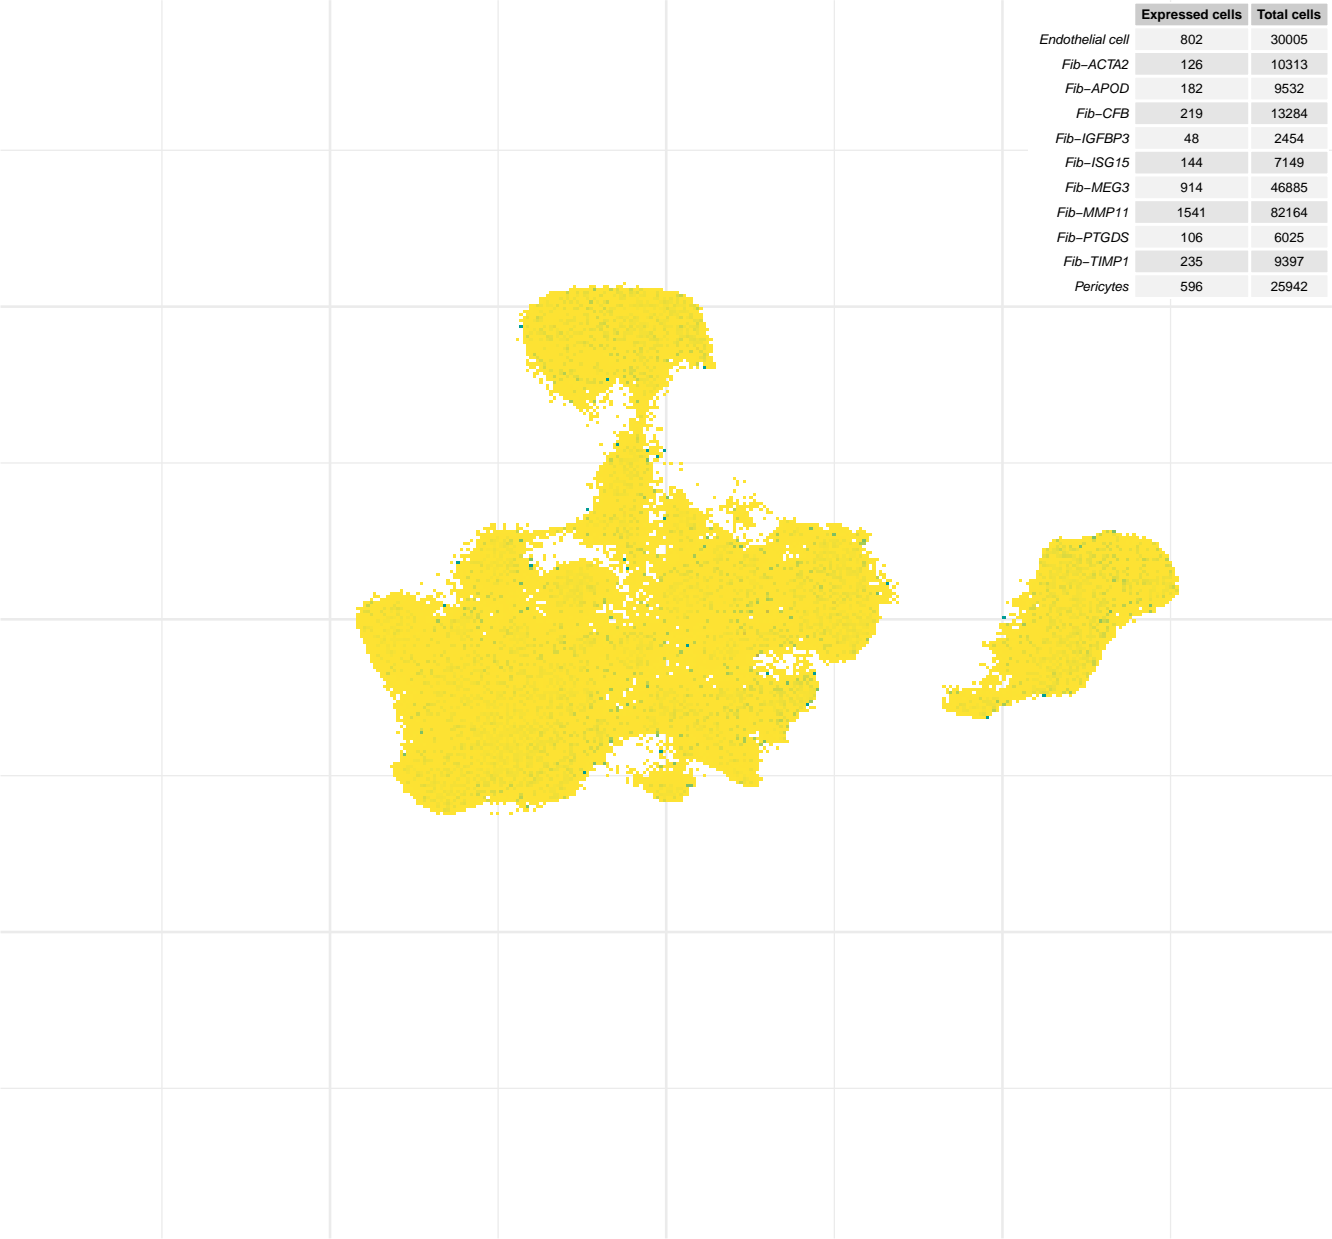 Expressed cells Total cells
Endothelial cell 802 30005
Fib−ACTA2 126 10313
Fib−APOD 182 9532
Fib−CFB 219 13284
Fib−IGFBP3 48 2454
Fib−ISG15 144 7149
Fib−MEG3 914 46885
Fib−MMP11 1541 82164
Fib−PTGDS 106 6025
Fib−TIMP1 235 9397
Pericytes 596 25942